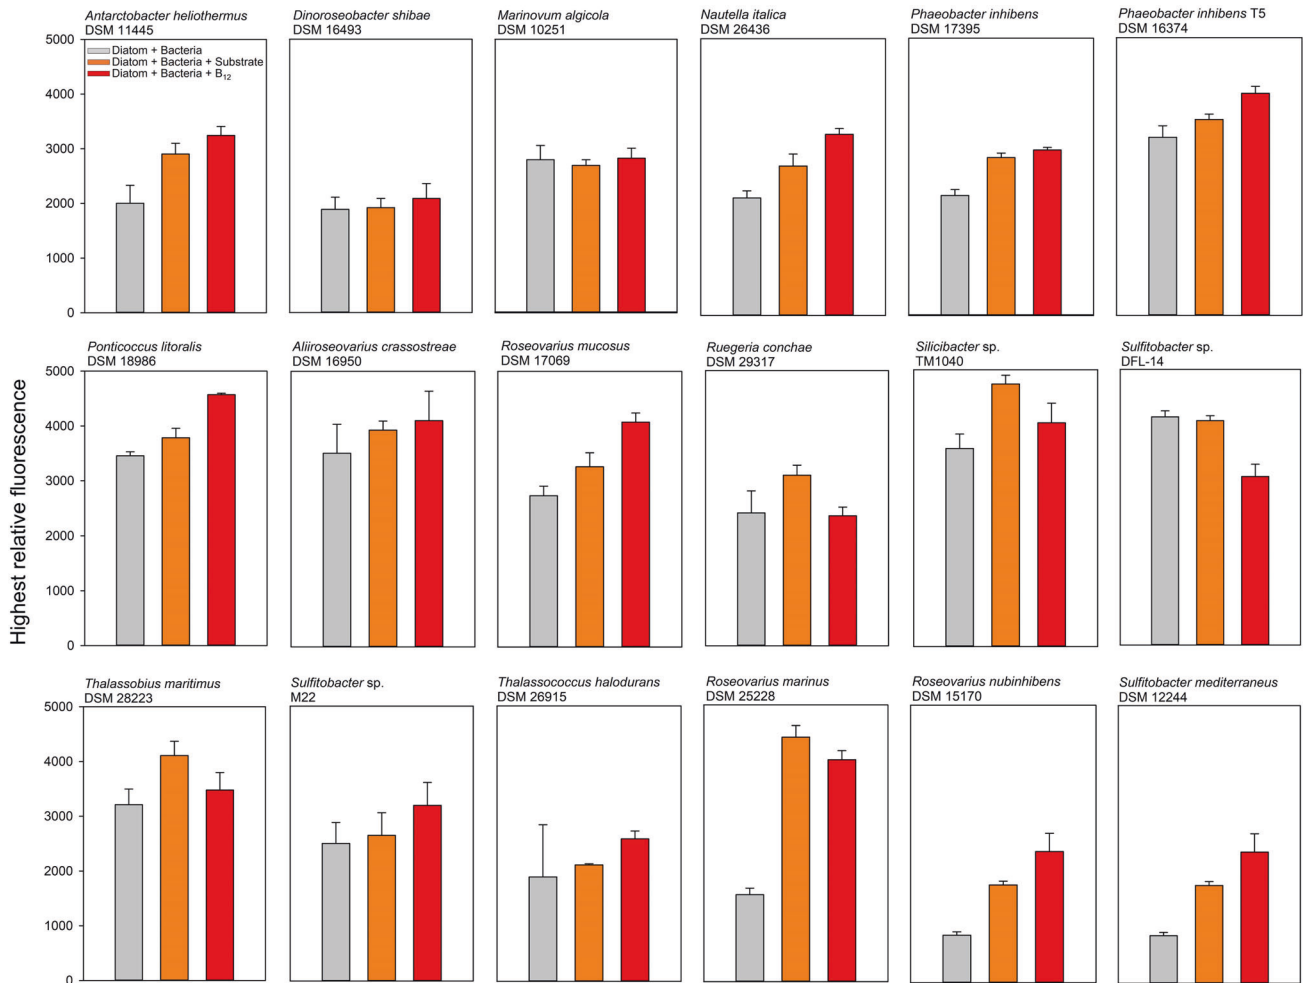 Antarctobacter heliothermus
DSM 11445
Dinoroseobacter shibae
DSM 16493
Marinovum algicola
DSM 10251
Nautella italica
DSM 26436
Phaeobacter inhibens
DSM 17395
Phaeobacter inhibens T5
DSM 16374
Diatom + Bacteria
Diatom + Bacteria + Substrate
Diatom + Bacteria + B₁₂
5000
4000
3000
2000
1000
0
Ponticoccus litoralis
DSM 18986
Aliiroseovarius crassostreae
DSM 16950
Roseovarius mucosus
DSM 17069
Ruegeria conchae
DSM 29317
Silicibacter sp.
TM1040
Sulfitobacter sp.
DFL-14
5000
4000
3000
2000
1000
0
Highest relative fluorescence
Thalassobius maritimus
DSM 28223
Sulfitobacter sp.
M22
Thalassococcus halodurans
DSM 26915
Roseovarius marinus
DSM 25228
Roseovarius nubinhibens
DSM 15170
Sulfitobacter mediterraneus
DSM 12244
5000
4000
3000
2000
1000
0